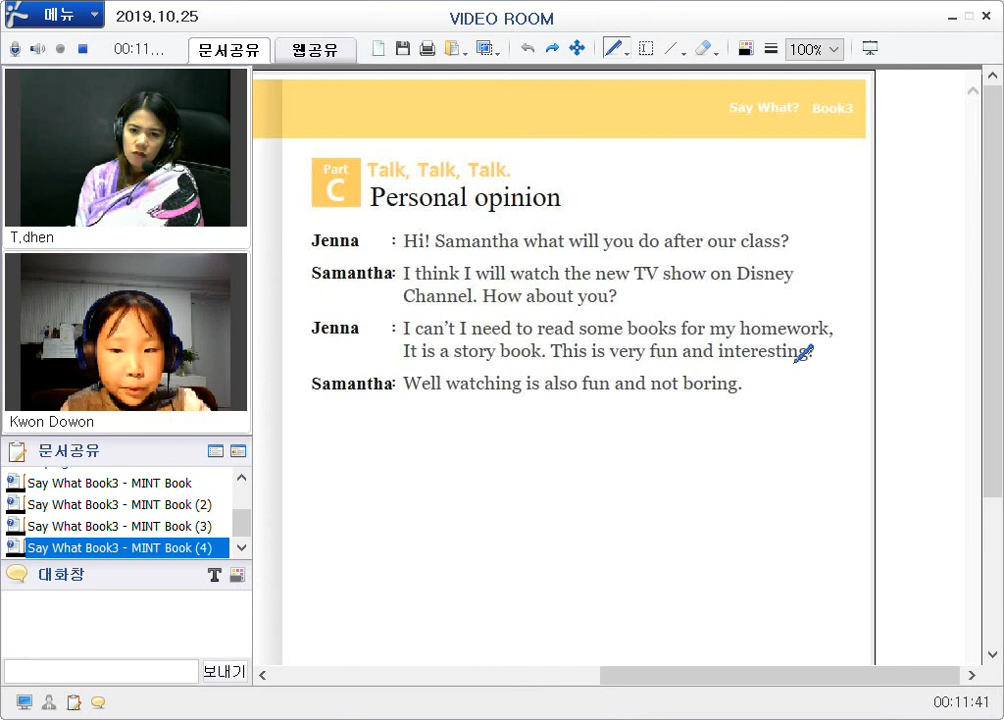 메뉴
2019.10.25
VIDEO ROOM
00:11...
문서공유
웹공유
100%
T.dhen
Kwon Dowon
문서공유
Say What Book3 - MINT Book
Say What Book3 - MINT Book (2)
Say What Book3 - MINT Book (3)
Say What Book3 - MINT Book (4)
대화창
T
보내기
Say What? Book3
Part
C
Talk, Talk, Talk.
Personal opinion
Jenna : Hi! Samantha what will you do after our class?
Samantha: I think I will watch the new TV show on Disney
Channel. How about you?
Jenna : I can't I need to read some books for my homework,
It is a story book. This is very fun and interesting.
Samantha: Well watching is also fun and not boring.
00:11:41